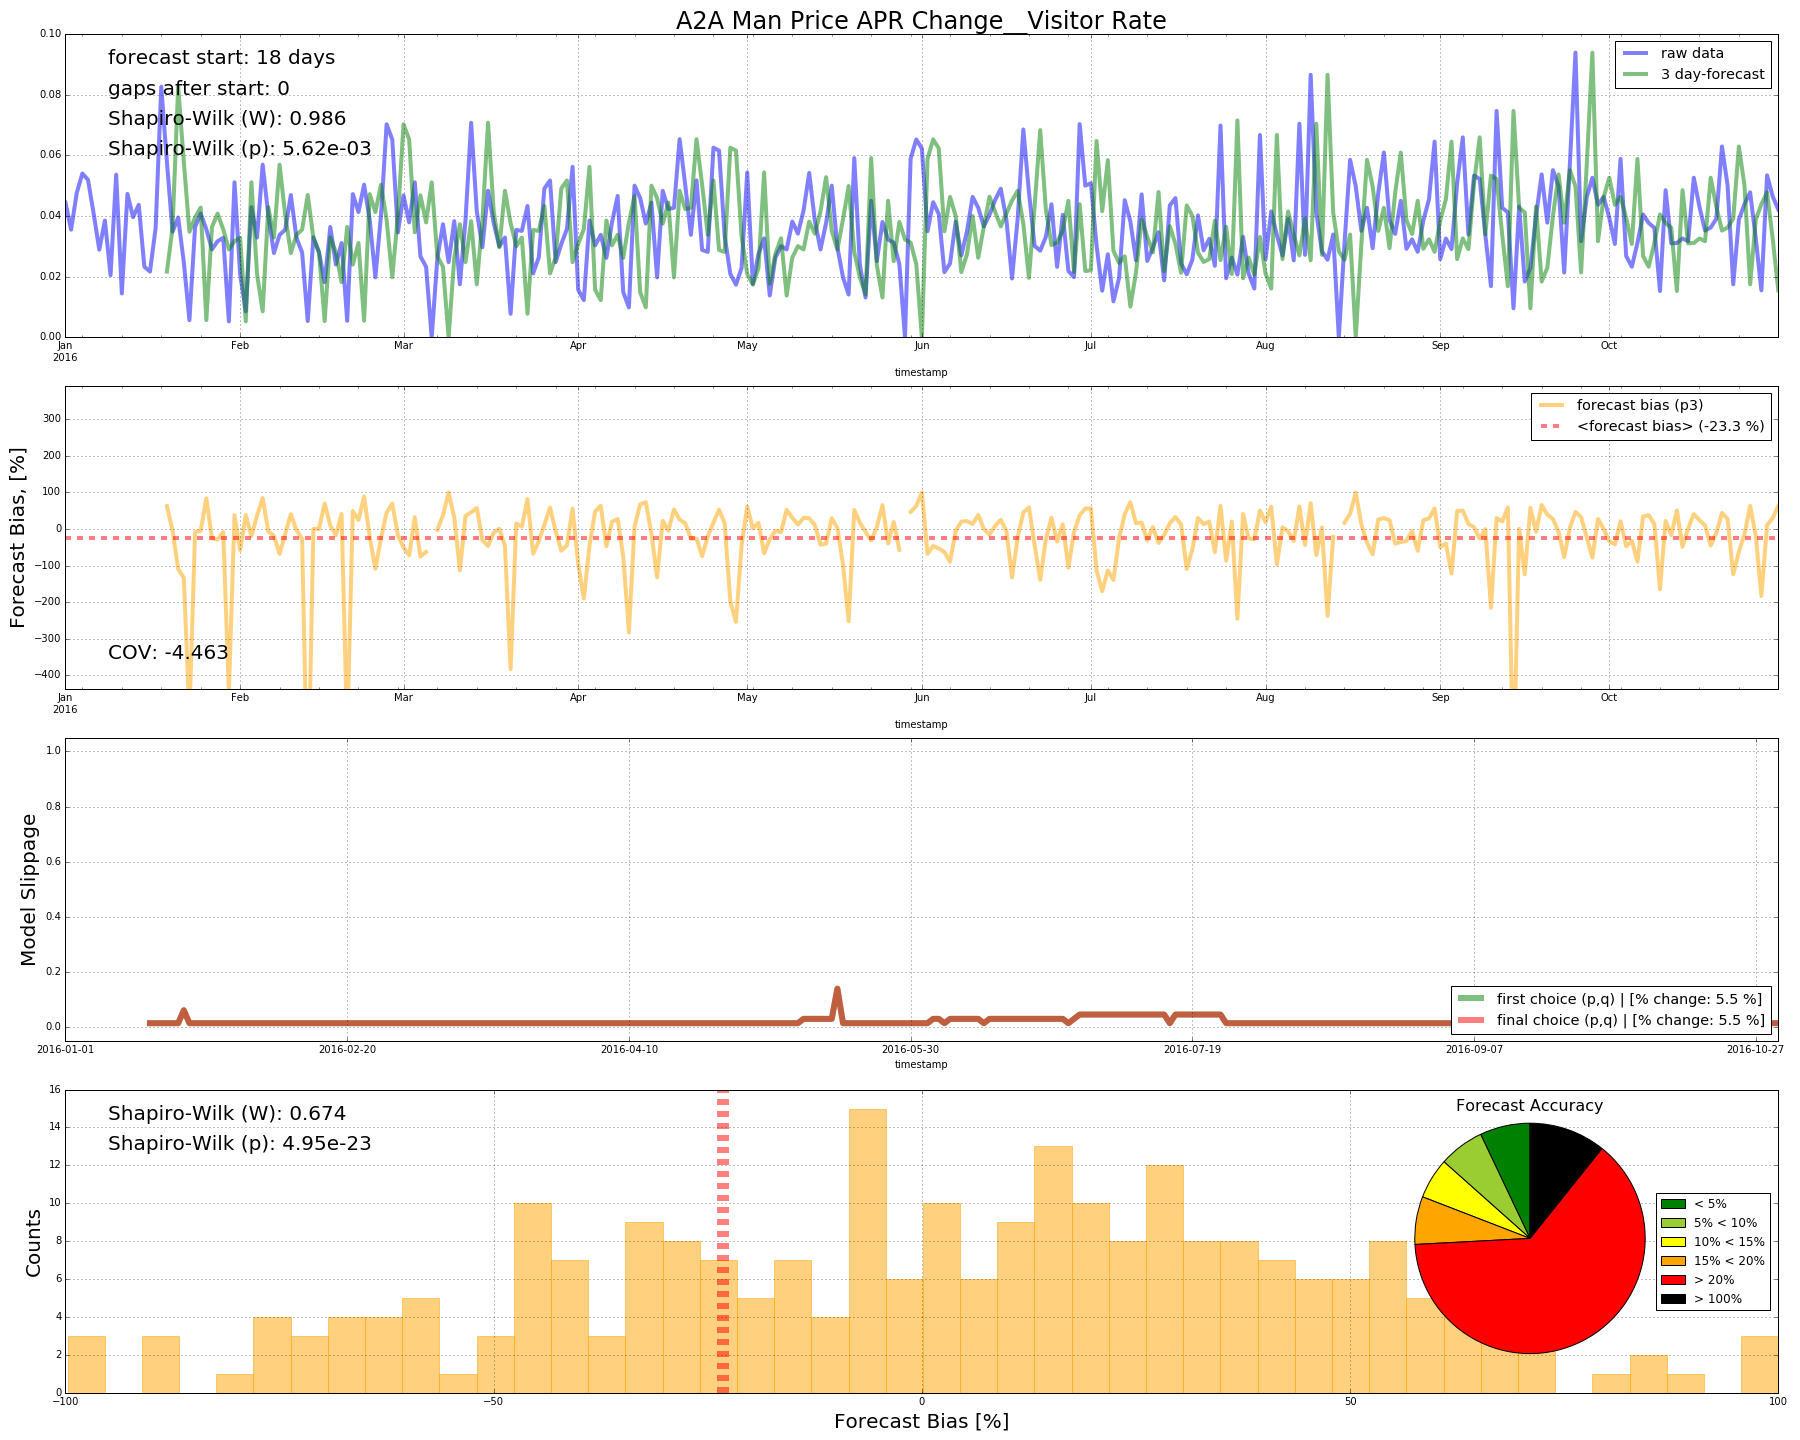 A2A Man Price APR Change__Visitor Rate
0.10
0.08
0.06
0.04
0.02
0.00
forecast start: 18 days
gaps after start: 0
Shapiro-Wilk (W): 0.986
Shapiro-Wilk (p): 5.62e-03
raw data
3 day-forecast
Jan Feb Mar Apr May Jun Jul Aug Sep Oct
2016
timestamp
Forecast Bias, [%]
300
200
100
0
−100
−200
−300
−400
forecast bias (p3)
<forecast bias> (-23.3 %)
COV: -4.463
Jan Feb Mar Apr May Jun Jul Aug Sep Oct
2016
timestamp
Model Slippage
1.0
0.8
0.6
0.4
0.2
0.0
first choice (p,q) | [% change: 5.5 %]
final choice (p,q) | [% change: 5.5 %]
2016-01-01 2016-02-20 2016-04-10 2016-05-30 2016-07-19 2016-09-07 2016-10-27
timestamp
Counts
16
14
12
10
8
6
4
2
0
Shapiro-Wilk (W): 0.674
Shapiro-Wilk (p): 4.95e-23
Forecast Accuracy
< 5%
5% < 10%
10% < 15%
15% < 20%
> 20%
> 100%
−100 −50 0 50 100
Forecast Bias [%]